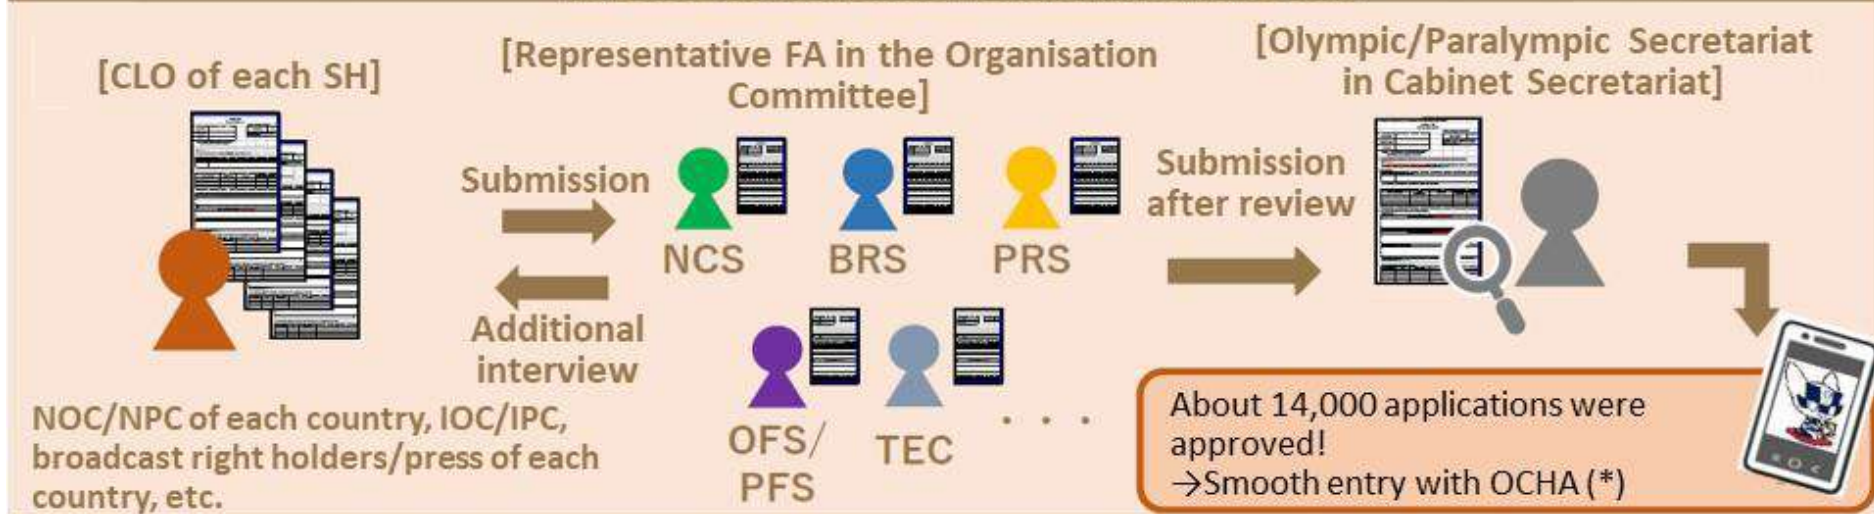 [CLO of each SH]
[Representative FA in the Organisation
Committee]
[Olympic/Paralympic Secretariat
in Cabinet Secretariat]
Submission
Additional
interview
NCS
BRS
PRS
OFS/
PFS
TEC
. . .
Submission
after review
NOC/NPC of each country, IOC/IPC,
broadcast right holders/press of each
country, etc.
About 14,000 applications were
approved!
→Smooth entry with OCHA (*)